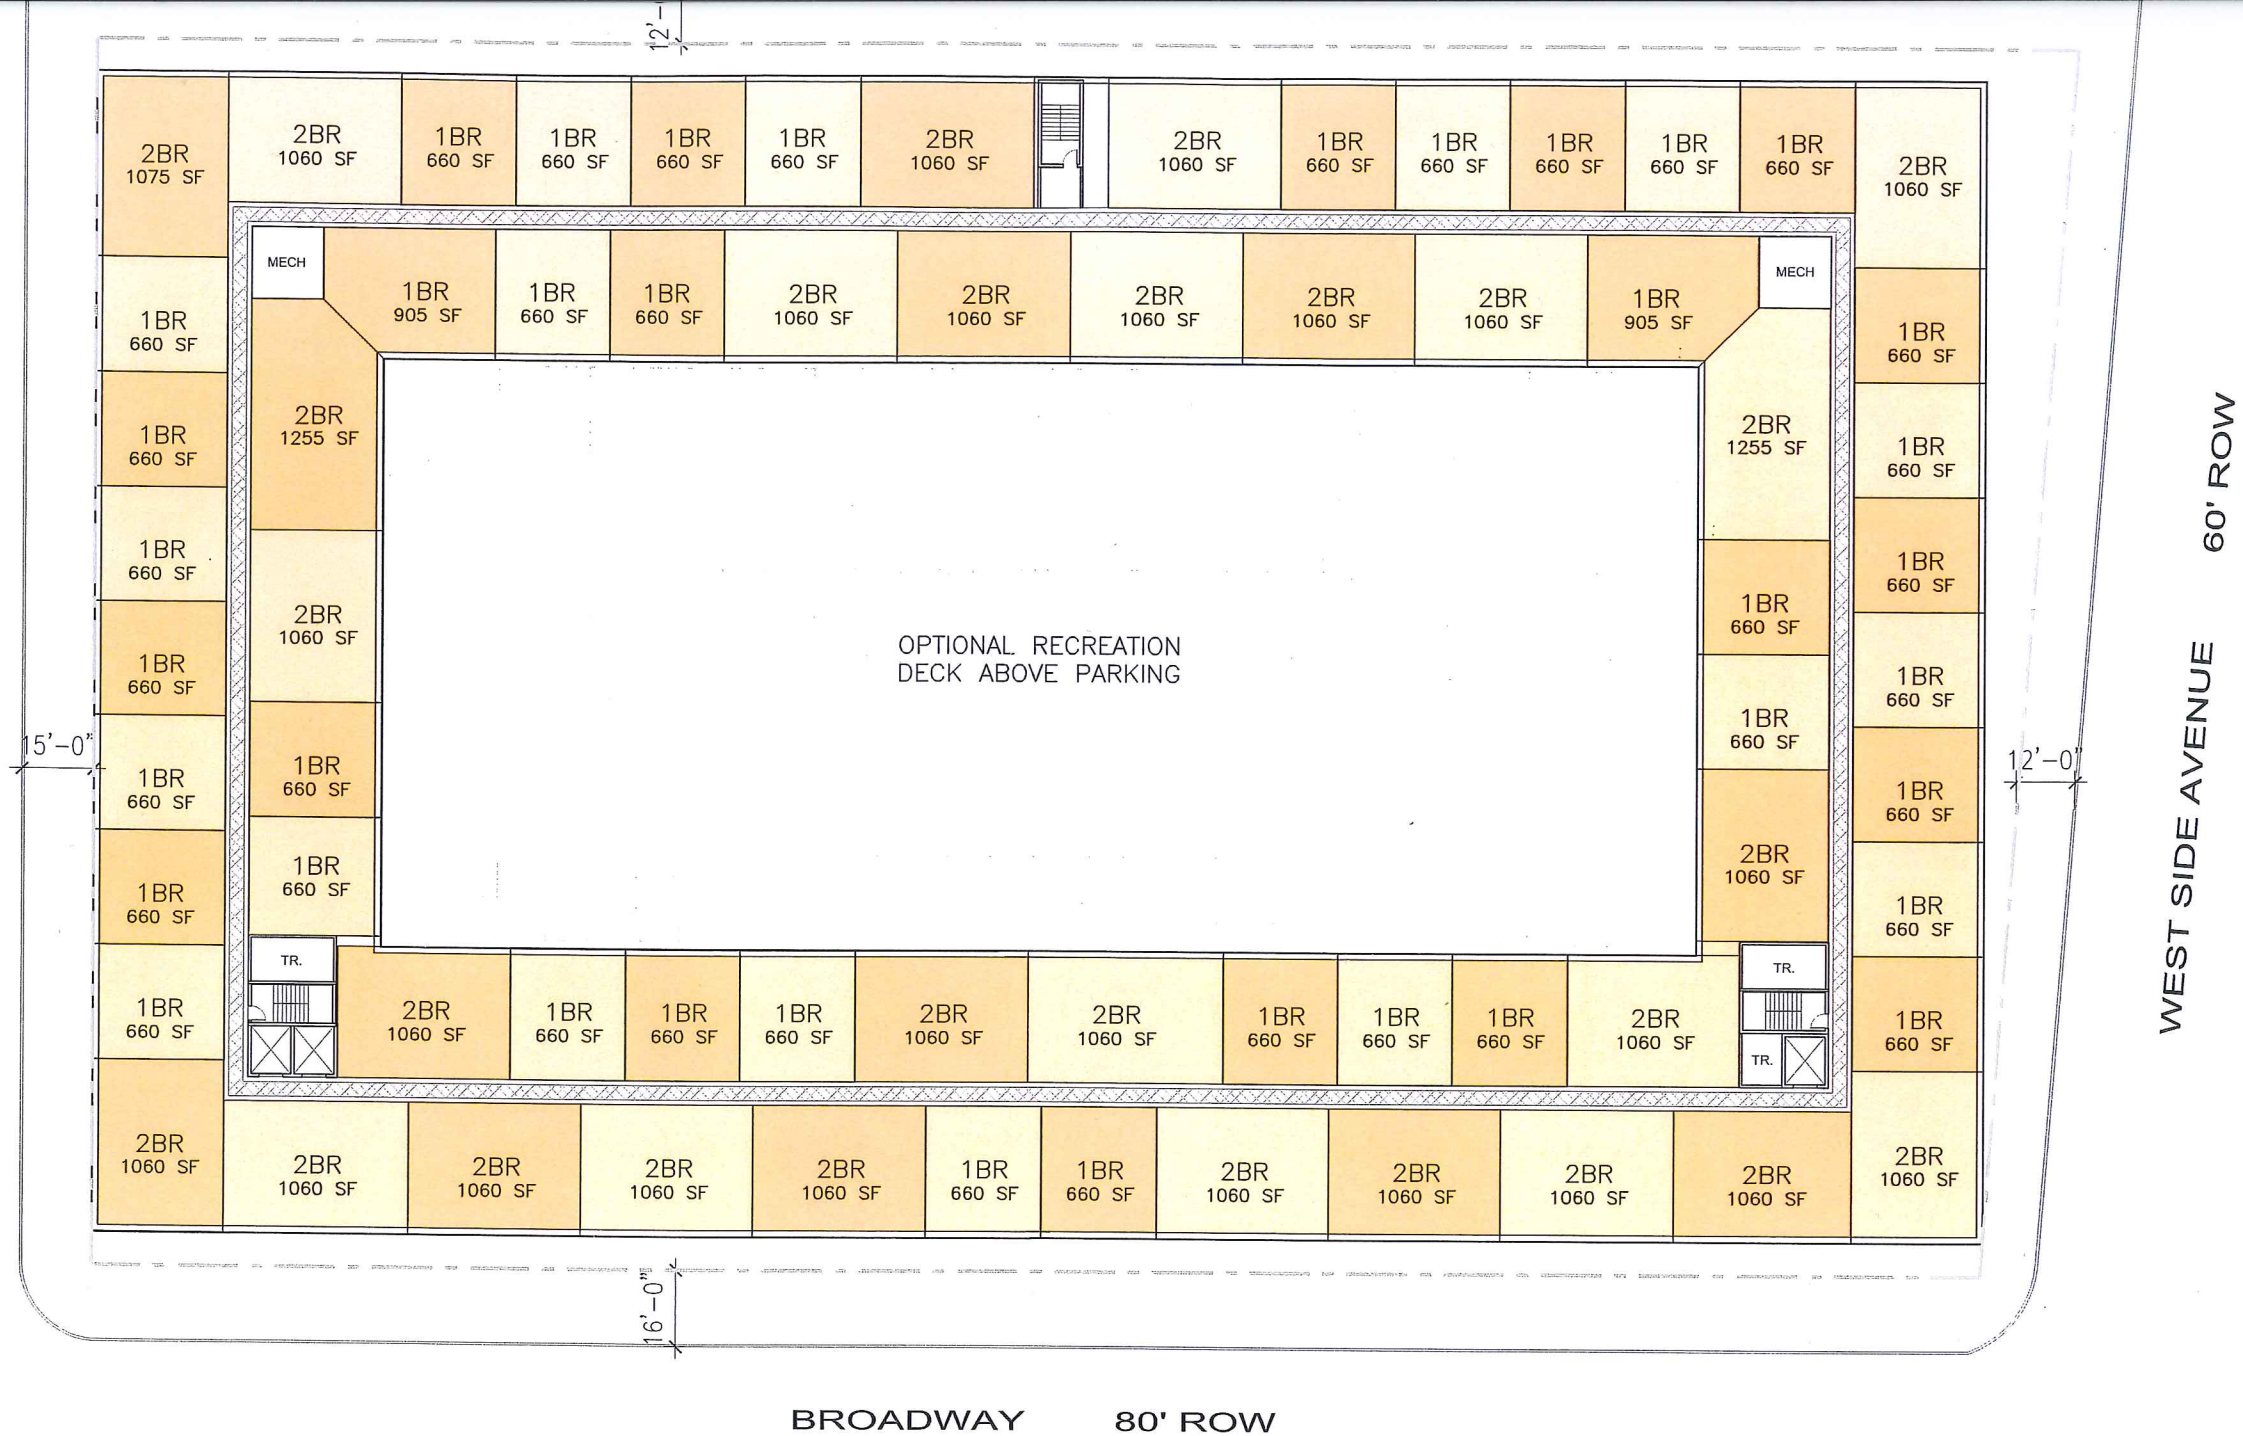 12'-
2BR
1075 SF
2BR
1060 SF
1BR
660 SF
1BR
660 SF
1BR
660 SF
1BR
660 SF
2BR
1060 SF
2BR
1060 SF
1BR
660 SF
1BR
660 SF
1BR
660 SF
1BR
660 SF
1BR
660 SF
2BR
1060 SF
MECH
1BR
905 SF
1BR
660 SF
1BR
660 SF
2BR
1060 SF
2BR
1060 SF
2BR
1060 SF
2BR
1060 SF
2BR
1060 SF
1BR
905 SF
MECH
1BR
660 SF
1BR
660 SF
1BR
660 SF
1BR
660 SF
1BR
660 SF
1BR
660 SF
1BR
660 SF
2BR
1060 SF
2BR
1255 SF
2BR
1060 SF
1BR
660 SF
1BR
660 SF
TR.
OPTIONAL RECREATION
DECK ABOVE PARKING
2BR
1255 SF
1BR
660 SF
1BR
660 SF
2BR
1060 SF
TR.
TR.
1BR
660 SF
1BR
660 SF
1BR
660 SF
1BR
660 SF
1BR
660 SF
1BR
660 SF
1BR
660 SF
2BR
1060 SF
2BR
1060 SF
1BR
660 SF
1BR
660 SF
1BR
660 SF
2BR
1060 SF
2BR
1060 SF
1BR
660 SF
1BR
660 SF
1BR
660 SF
2BR
1060 SF
2BR
1060 SF
2BR
1060 SF
2BR
1060 SF
2BR
1060 SF
1BR
660 SF
1BR
660 SF
2BR
1060 SF
2BR
1060 SF
2BR
1060 SF
2BR
1060 SF
15'-0"
12'-0"
16'-0"
WEST SIDE AVENUE 60' ROW
BROADWAY 80' ROW